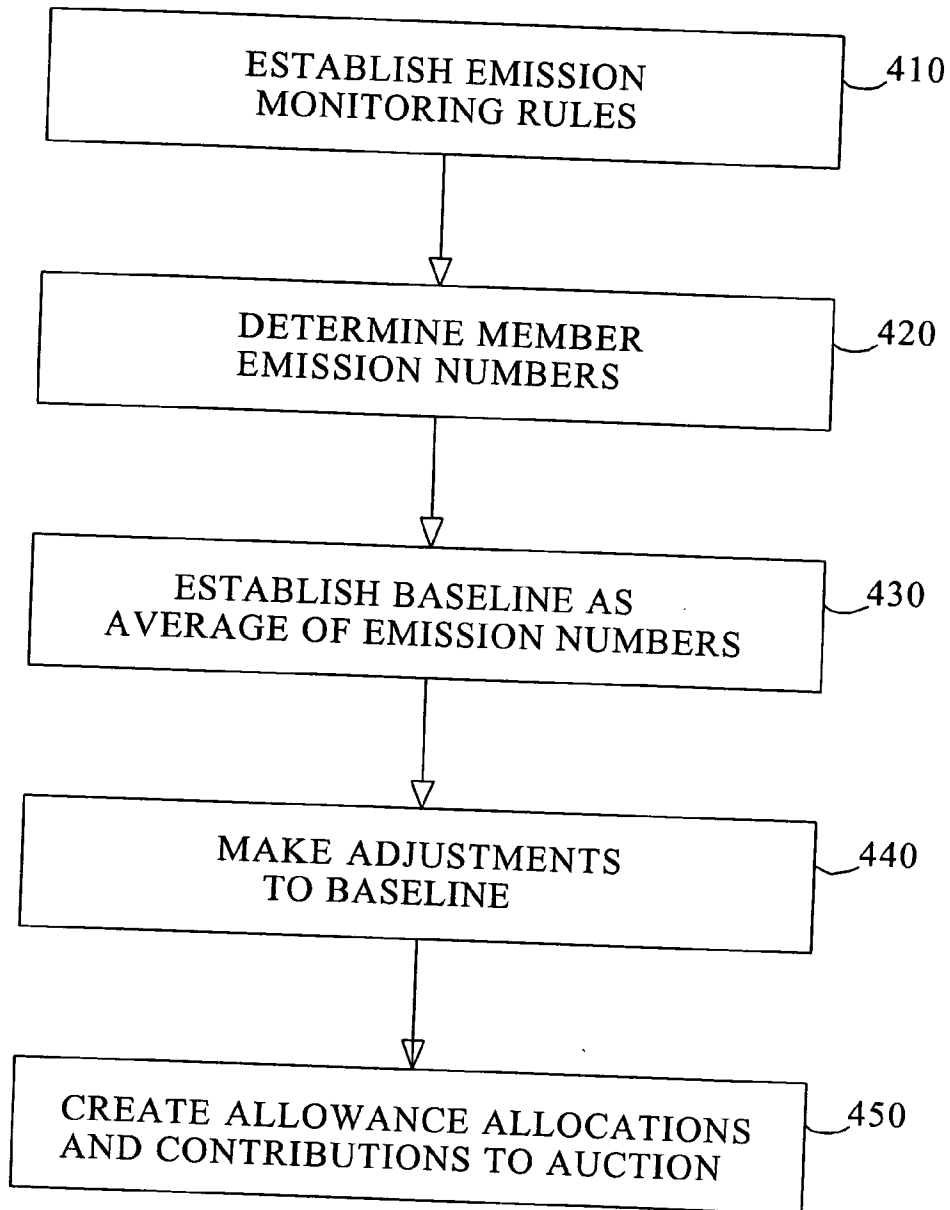 ESTABLISH EMISSION
MONITORING RULES
410
DETERMINE MEMBER
EMISSION NUMBERS
420
ESTABLISH BASELINE AS
AVERAGE OF EMISSION NUMBERS
430
MAKE ADJUSTMENTS
TO BASELINE
440
CREATE ALLOWANCE ALLOCATIONS
AND CONTRIBUTIONS TO AUCTION
450